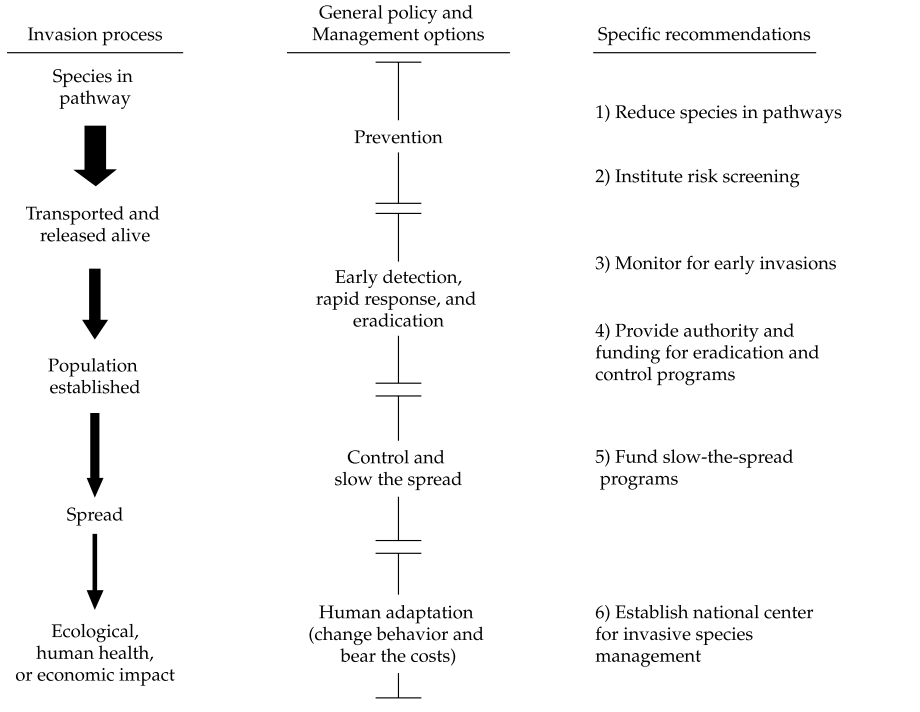 Invasion process
General policy and
Management options
Specific recommendations
Species in
pathway
Transported and
released alive
Population
established
Spread
Ecological,
human health,
or economic impact
Prevention
Early detection,
rapid response, and
eradication
Control and
slow the spread
Human adaptation
(change behavior and
bear the costs)
1) Reduce species in pathways
2) Institute risk screening
3) Monitor for early invasions
4) Provide authority and
funding for eradication and
control programs
5) Fund slow-the-spread
programs
6) Establish national center
for invasive species
management